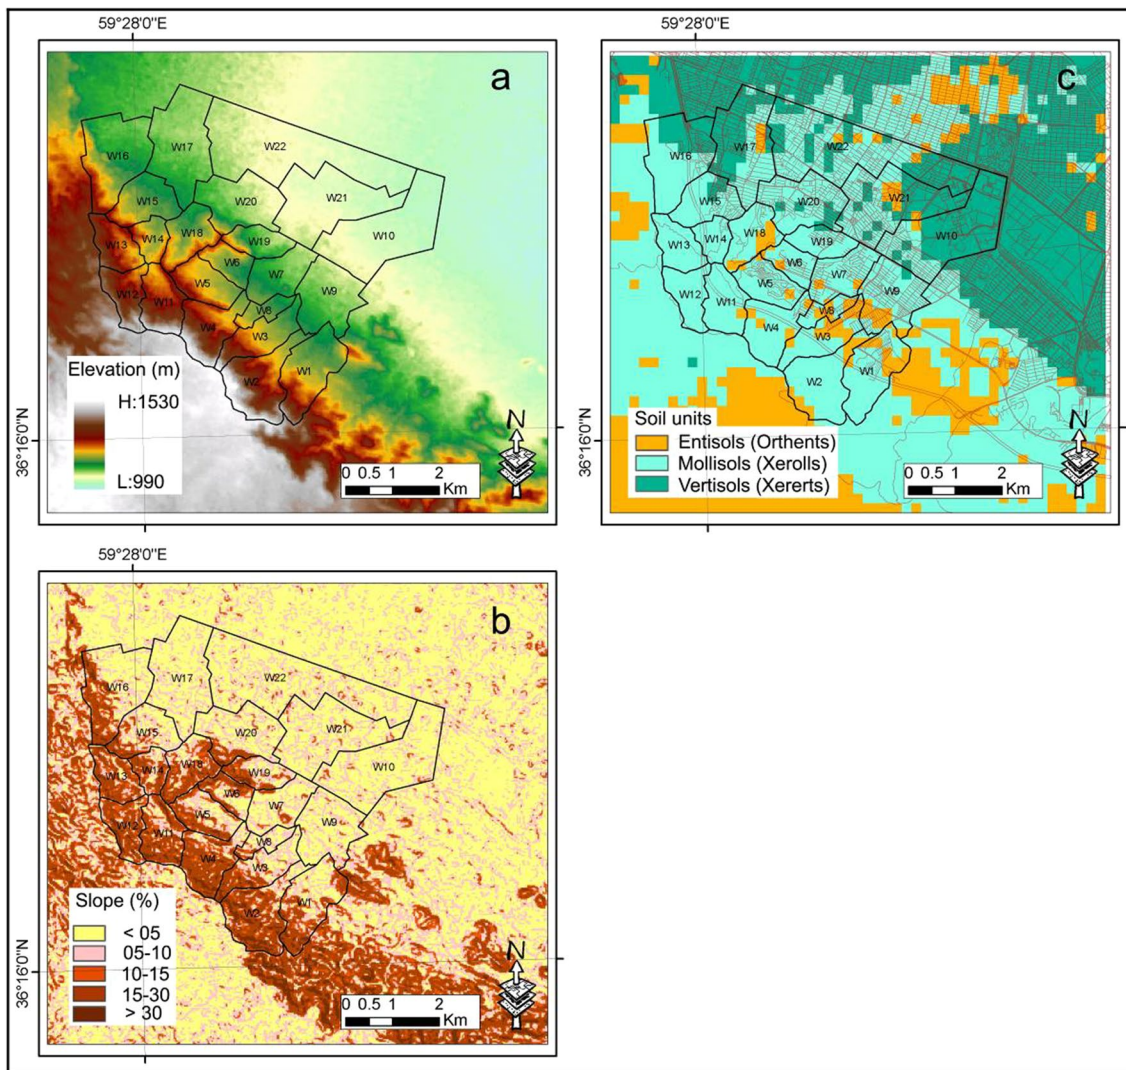 59°28'0"E
a
W16
W17
W22
W15
W20
W21
W10
W18
W14
W13
W19
W6
W7
W5
W9
W12
W11
W8
W4
W3
W1
W2
Elevation (m)
H:1530
L:990
36°16'0"N
N
0 0.5 1 2
Km
59°28'0"E
c
W16
W17
W22
W15
W20
W21
W10
W18
W14
W13
W19
W6
W7
W5
W9
W12
W11
W8
W4
W3
W1
W2
Soil units
Entisols (Orthents)
Mollisols (Xerolls)
Vertisols (Xererts)
36°16'0"N
N
0 0.5 1 2
Km
59°28'0"E
b
W16
W17
W22
W15
W20
W21
W10
W18
W14
W13
W19
W6
W7
W5
W9
W12
W11
W8
W4
W3
W1
W2
Slope (%)
< 05
05-10
10-15
15-30
> 30
36°16'0"N
N
0 0.5 1 2
Km